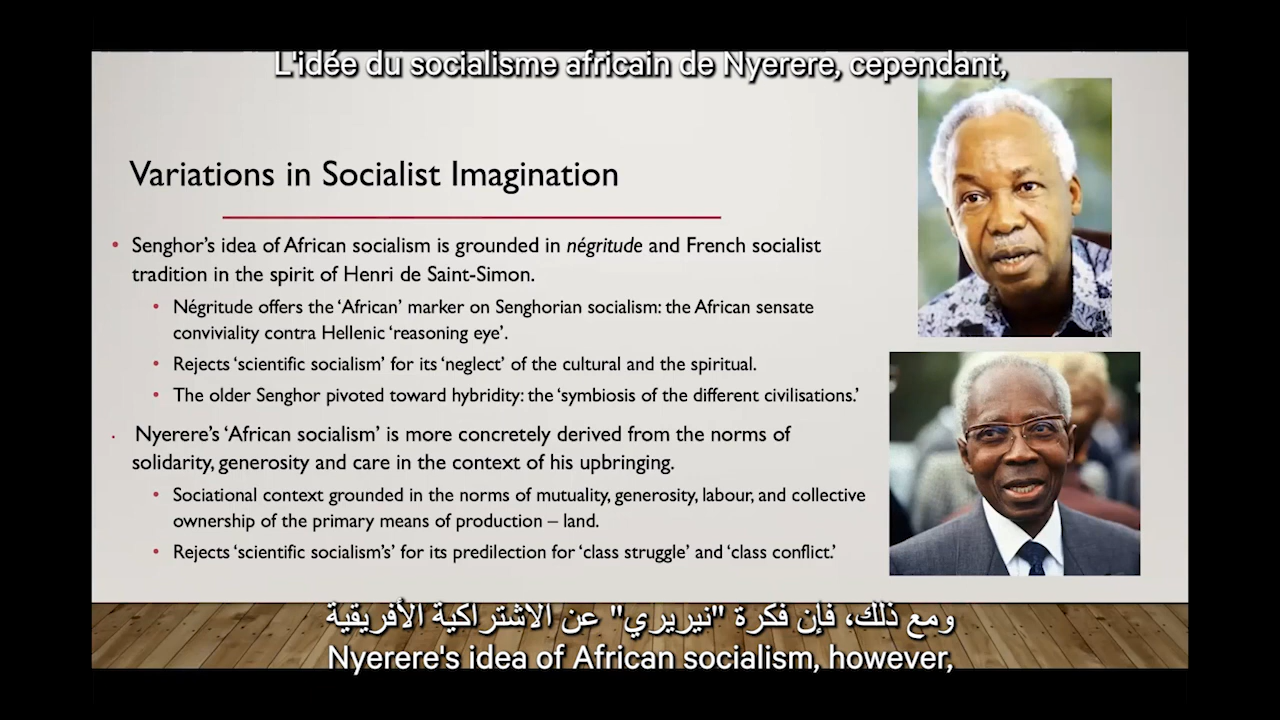 L'idée du socialisme africain de Nyerere, cependant,
Variations in Socialist Imagination
• Senghor's idea of African socialism is grounded in négritude and French socialist
tradition in the spirit of Henri de Saint-Simon.
• Négritude offers the 'African' marker on Senghorian socialism: the African sensate
conviviality contra Hellenic 'reasoning eye'.
• Rejects 'scientific socialism' for its 'neglect' of the cultural and the spiritual.
• The older Senghor pivoted toward hybridity: the 'symbiosis of the different civilisations.'
• Nyerere's 'African socialism' is more concretely derived from the norms of
solidarity, generosity and care in the context of his upbringing.
• Sociational context grounded in the norms of mutuality, generosity, labour, and collective
ownership of the primary means of production – land.
• Rejects 'scientific socialism's' for its predilection for 'class struggle' and 'class conflict.'
ومع ذلك، فإن فكرة "نيريري" عن الاشتراكية الأفريقية
Nyerere's idea of African socialism, however,